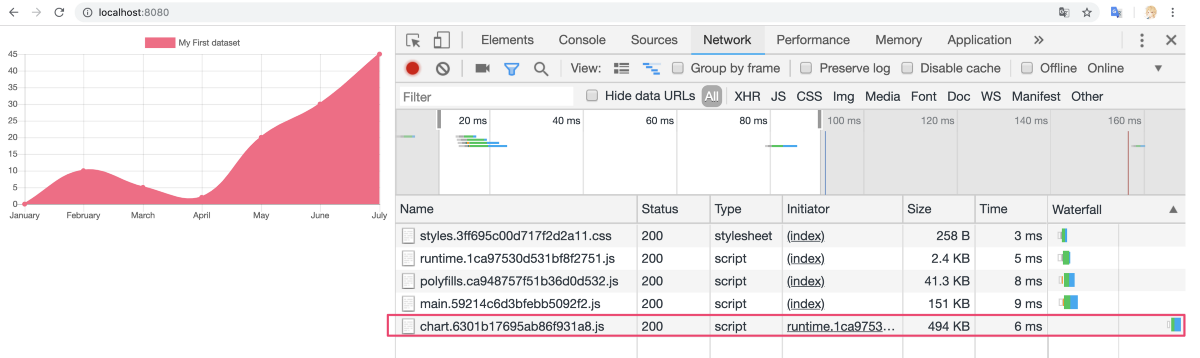 localhost:8080
My First dataset
45
40
35
30
25
20
15
10
5
0
January February March April May June July
Elements Console Sources Network Performance Memory Application »
View: Group by frame Preserve log Disable cache Offline Online
Filter Hide data URLs All XHR JS CSS Img Media Font Doc WS Manifest Other
20 ms 40 ms 60 ms 80 ms 100 ms 120 ms 140 ms 160 ms
Name Status Type Initiator Size Time Waterfall
styles.3ff695c00d717f2d2a11.css 200 stylesheet (index) 258 B 3 ms
runtime.1ca97530d531bf8f2751.js 200 script (index) 2.4 KB 5 ms
polyfills.ca948757f51b36d0d532.js 200 script (index) 41.3 KB 8 ms
main.59214c6d3bfebb5092f2.js 200 script (index) 151 KB 9 ms
chart.6301b17695ab86f931a8.js 200 script runtime.1ca9753... 494 KB 6 ms